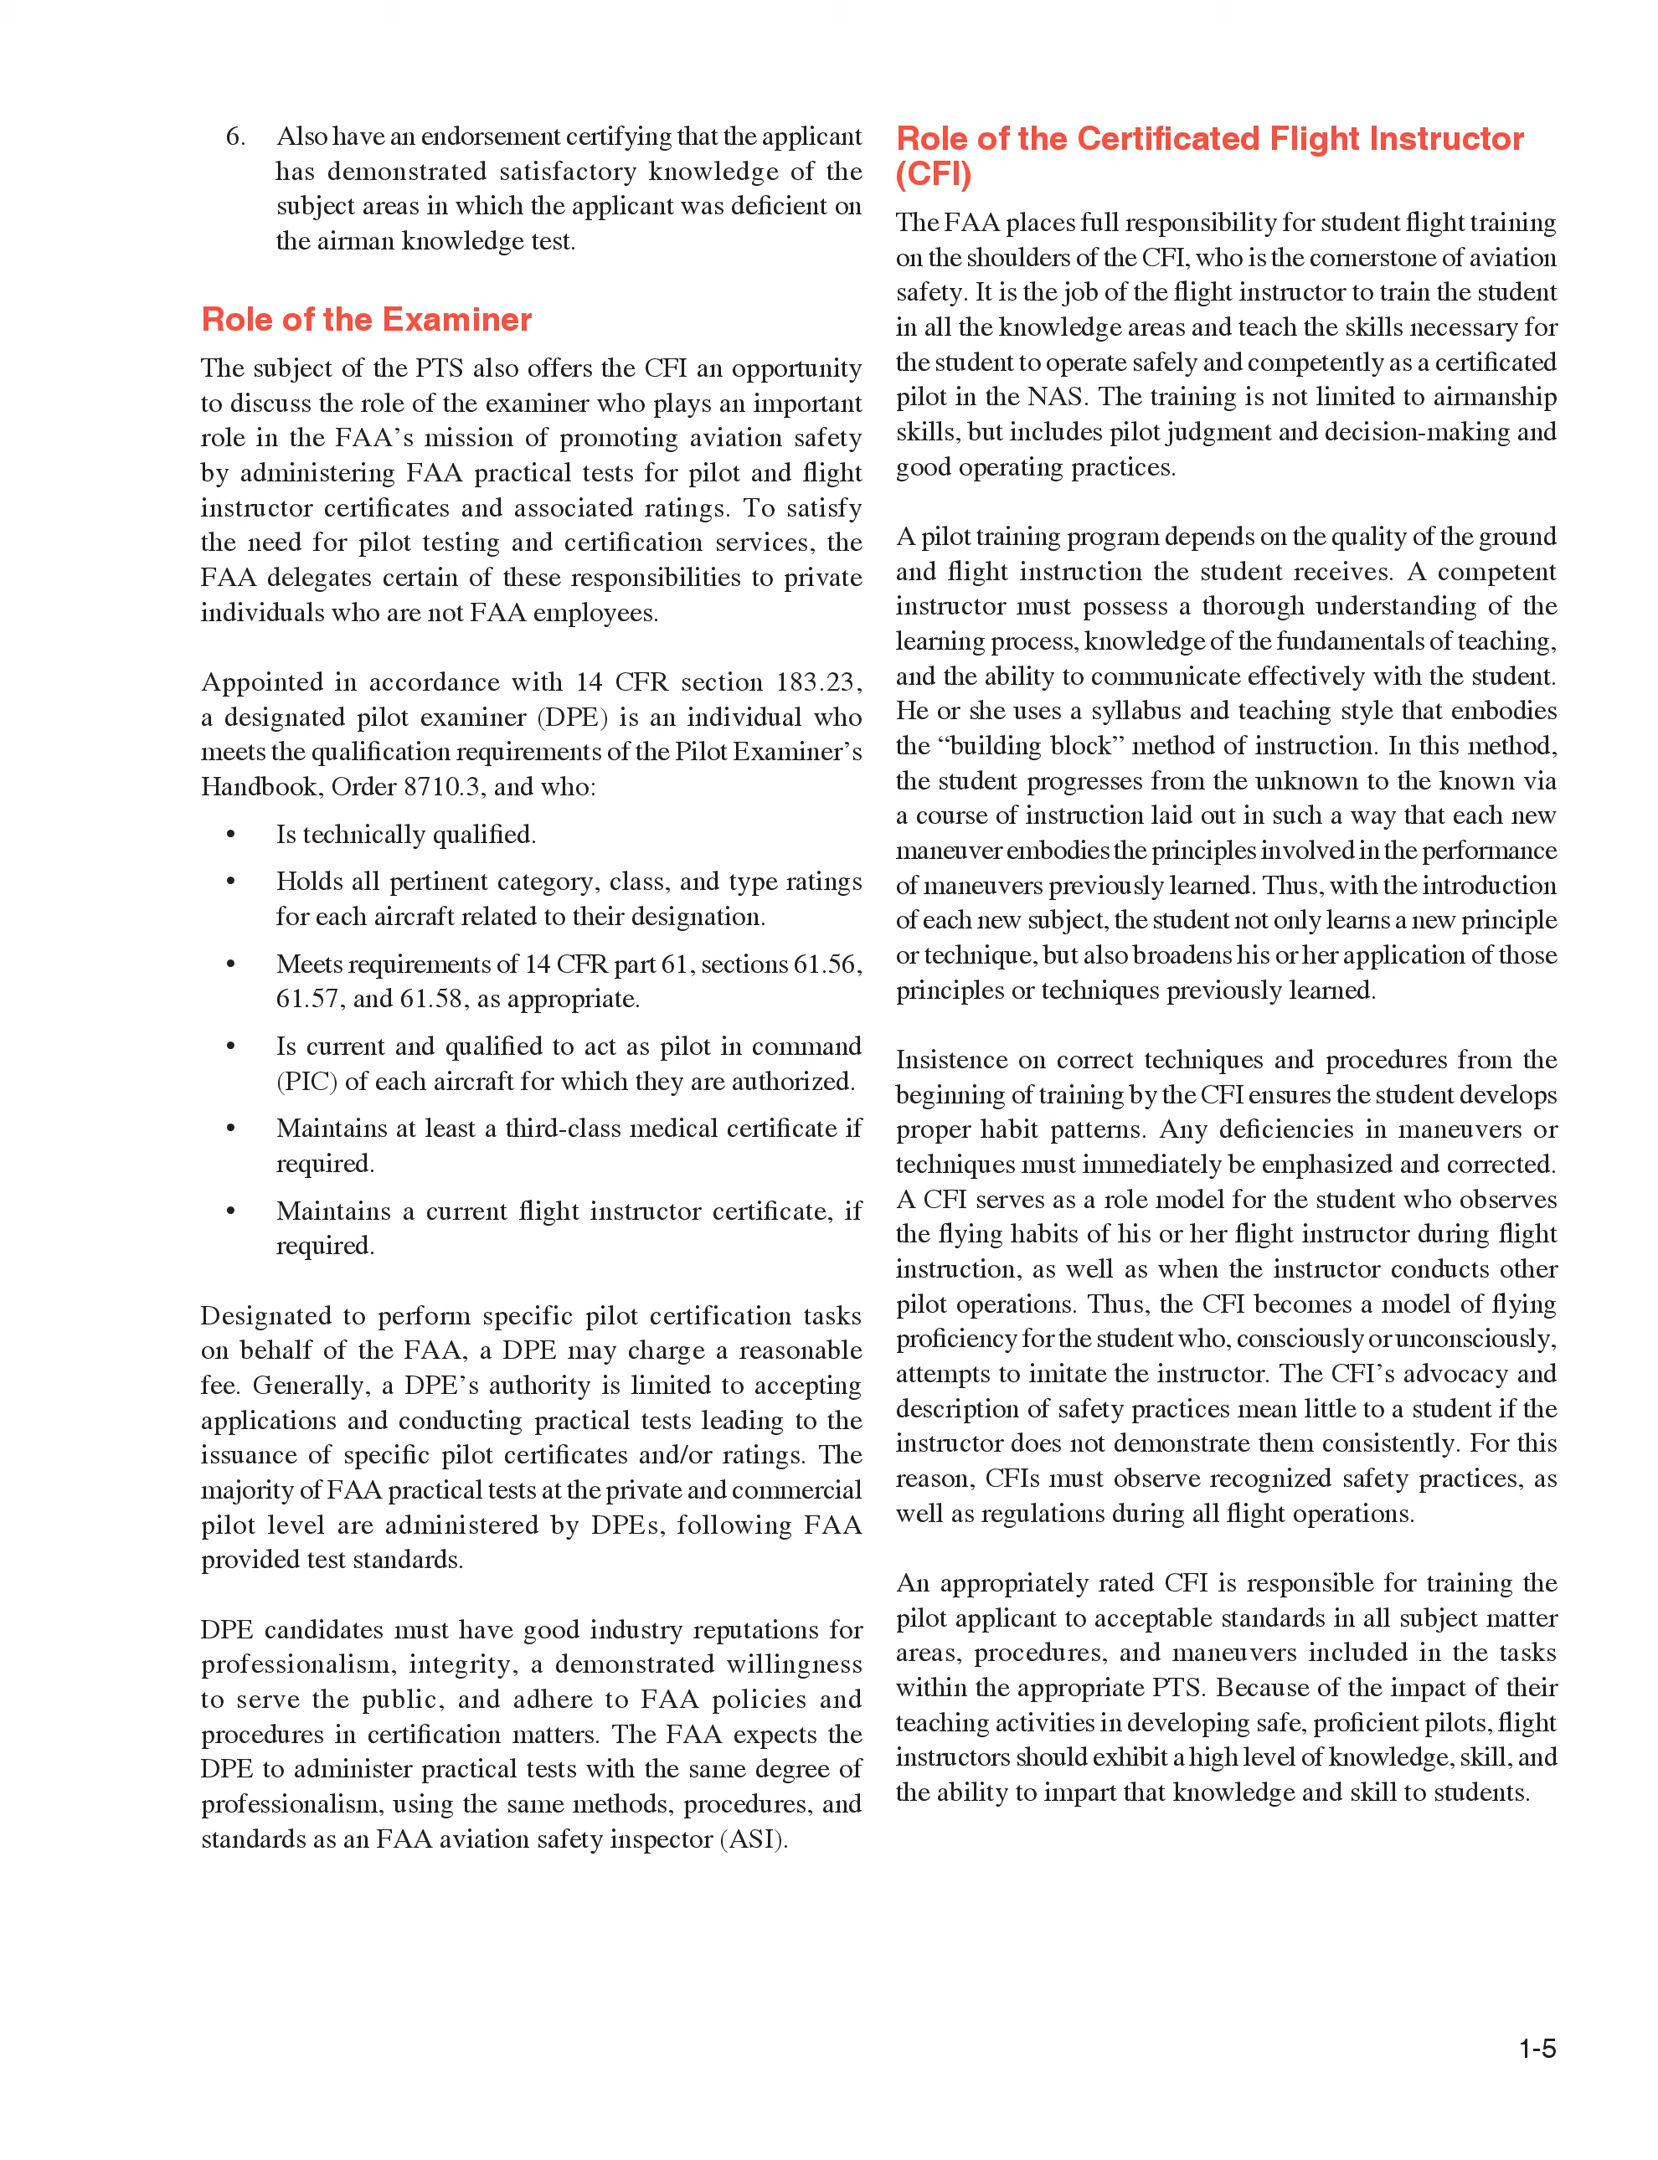 6. Also have an endorsement certifying that the applicant
has demonstrated satisfactory knowledge of the
subject areas in which the applicant was deficient on
the airman knowledge test.
Role of the Examiner
The subject of the PTS also offers the CFI an opportunity
to discuss the role of the examiner who plays an important
role in the FAA’s mission of promoting aviation safety
by administering FAA practical tests for pilot and flight
instructor certificates and associated ratings. To satisfy
the need for pilot testing and certification services, the
FAA delegates certain of these responsibilities to private
individuals who are not FAA employees.
Appointed in accordance with 14 CFR section 183.23,
a designated pilot examiner (DPE) is an individual who
meets the qualification requirements of the Pilot Examiner’s
Handbook, Order 8710.3, and who:
• Is technically qualified.
• Holds all pertinent category, class, and type ratings
for each aircraft related to their designation.
• Meets requirements of 14 CFR part 61, sections 61.56,
61.57, and 61.58, as appropriate.
• Is current and qualified to act as pilot in command
(PIC) of each aircraft for which they are authorized.
• Maintains at least a third-class medical certificate if
required.
• Maintains a current flight instructor certificate, if
required.
Designated to perform specific pilot certification tasks
on behalf of the FAA, a DPE may charge a reasonable
fee. Generally, a DPE’s authority is limited to accepting
applications and conducting practical tests leading to the
issuance of specific pilot certificates and/or ratings. The
majority of FAA practical tests at the private and commercial
pilot level are administered by DPEs, following FAA
provided test standards.
DPE candidates must have good industry reputations for
professionalism, integrity, a demonstrated willingness
to serve the public, and adhere to FAA policies and
procedures in certification matters. The FAA expects the
DPE to administer practical tests with the same degree of
professionalism, using the same methods, procedures, and
standards as an FAA aviation safety inspector (ASI).
Role of the Certificated Flight Instructor
(CFI)
The FAA places full responsibility for student flight training
on the shoulders of the CFI, who is the cornerstone of aviation
safety. It is the job of the flight instructor to train the student
in all the knowledge areas and teach the skills necessary for
the student to operate safely and competently as a certificated
pilot in the NAS. The training is not limited to airmanship
skills, but includes pilot judgment and decision-making and
good operating practices.
A pilot training program depends on the quality of the ground
and flight instruction the student receives. A competent
instructor must possess a thorough understanding of the
learning process, knowledge of the fundamentals of teaching,
and the ability to communicate effectively with the student.
He or she uses a syllabus and teaching style that embodies
the “building block” method of instruction. In this method,
the student progresses from the unknown to the known via
a course of instruction laid out in such a way that each new
maneuver embodies the principles involved in the performance
of maneuvers previously learned. Thus, with the introduction
of each new subject, the student not only learns a new principle
or technique, but also broadens his or her application of those
principles or techniques previously learned.
Insistence on correct techniques and procedures from the
beginning of training by the CFI ensures the student develops
proper habit patterns. Any deficiencies in maneuvers or
techniques must immediately be emphasized and corrected.
A CFI serves as a role model for the student who observes
the flying habits of his or her flight instructor during flight
instruction, as well as when the instructor conducts other
pilot operations. Thus, the CFI becomes a model of flying
proficiency for the student who, consciously or unconsciously,
attempts to imitate the instructor. The CFI’s advocacy and
description of safety practices mean little to a student if the
instructor does not demonstrate them consistently. For this
reason, CFIs must observe recognized safety practices, as
well as regulations during all flight operations.
An appropriately rated CFI is responsible for training the
pilot applicant to acceptable standards in all subject matter
areas, procedures, and maneuvers included in the tasks
within the appropriate PTS. Because of the impact of their
teaching activities in developing safe, proficient pilots, flight
instructors should exhibit a high level of knowledge, skill, and
the ability to impart that knowledge and skill to students.
1-5